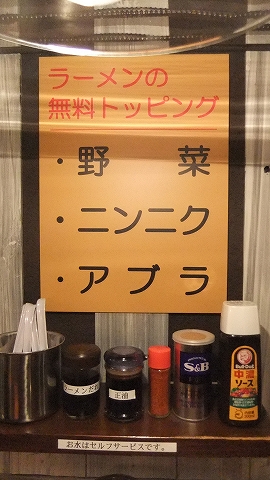 ラーメンの
無料トッピング
・野菜
・ニンニク
・アブラ
ラーメンだれ
正油
S&B
Bull-Dog
中濃
ソース
お水はセルフサービスです。